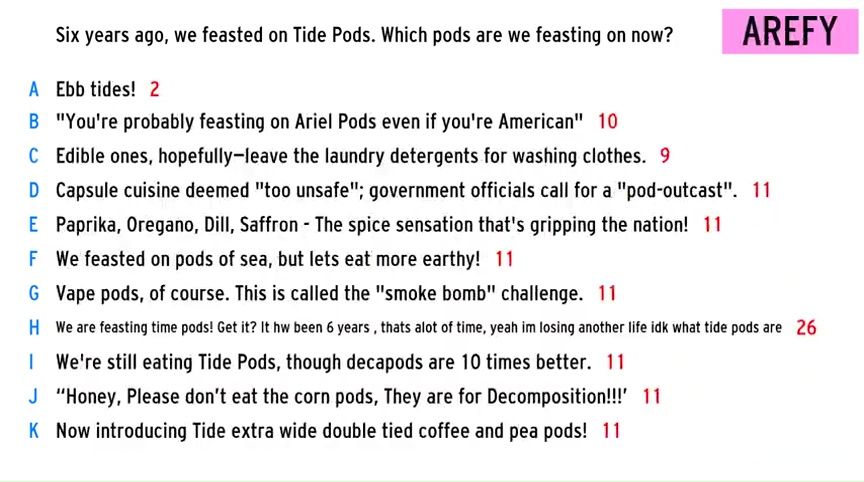 Six years ago, we feasted on Tide Pods. Which pods are we feasting on now?
AREFY
A Ebb tides! 2
B "You're probably feasting on Ariel Pods even if you're American" 10
C Edible ones, hopefully—leave the laundry detergents for washing clothes. 9
D Capsule cuisine deemed "too unsafe"; government officials call for a "pod-outcast". 11
E Paprika, Oregano, Dill, Saffron - The spice sensation that's gripping the nation! 11
F We feasted on pods of sea, but lets eat more earthy! 11
G Vape pods, of course. This is called the "smoke bomb" challenge. 11
H We are feasting time pods! Get it? It hw been 6 years , thats alot of time, yeah im losing another life idk what tide pods are 26
I We're still eating Tide Pods, though decapods are 10 times better. 11
J “Honey, Please don’t eat the corn pods, They are for Decomposition!!!’ 11
K Now introducing Tide extra wide double tied coffee and pea pods! 11